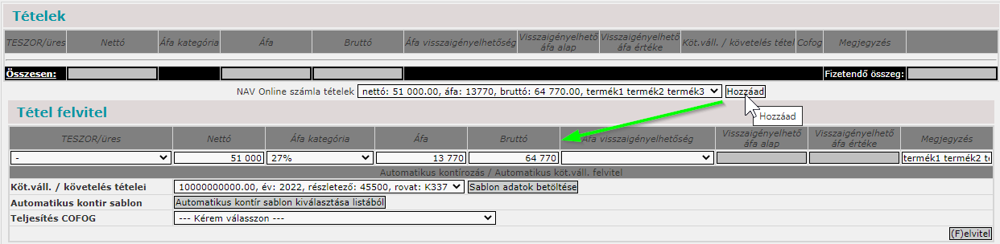 Tételek
TESZOR/üres Nettó Áfa kategória Áfa Bruttó Áfa visszaigényelhetőség Visszaigényelhető áfa alap Visszaigényelhető áfa értéke Köt.váll. / követelés tétel Cofog Megjegyzés
Összesen: Fizetendő összeg:
NAV Online számla tételek nettó: 51 000.00, áfa: 13770, bruttó: 64 770.00, termék1 termék2 termék3 Hozzáad
Hozzáad
Tétel felvitel
TESZOR/üres Nettó Áfa kategória Áfa Bruttó Áfa visszaigényelhetőség Visszaigényelhető áfa alap Visszaigényelhető áfa értéke Megjegyzés
- 51 000 27% 13 770 64 770 termék1 termék2 te
Automatikus kontírozás / Automatikus köt.váll. felvitel
Köt.váll. / követelés tételei 10000000000.00, év: 2022, részletező: 45500, rovat: K337 Sablon adatok betöltése
Automatikus kontír sablon Automatikus kontír sablon kiválasztása listából
Teljesítés COFOG --- Kérem válasszon ---
(F)elvitel